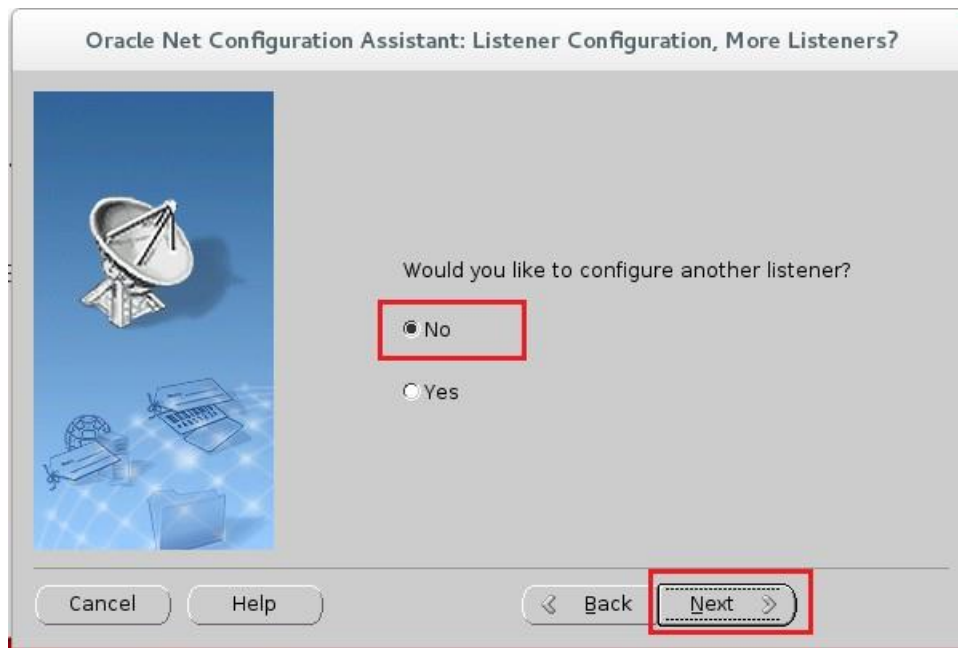 Oracle Net Configuration Assistant: Listener Configuration, More Listeners?
Would you like to configure another listener?
No
Yes
Cancel
Help
Back
Next